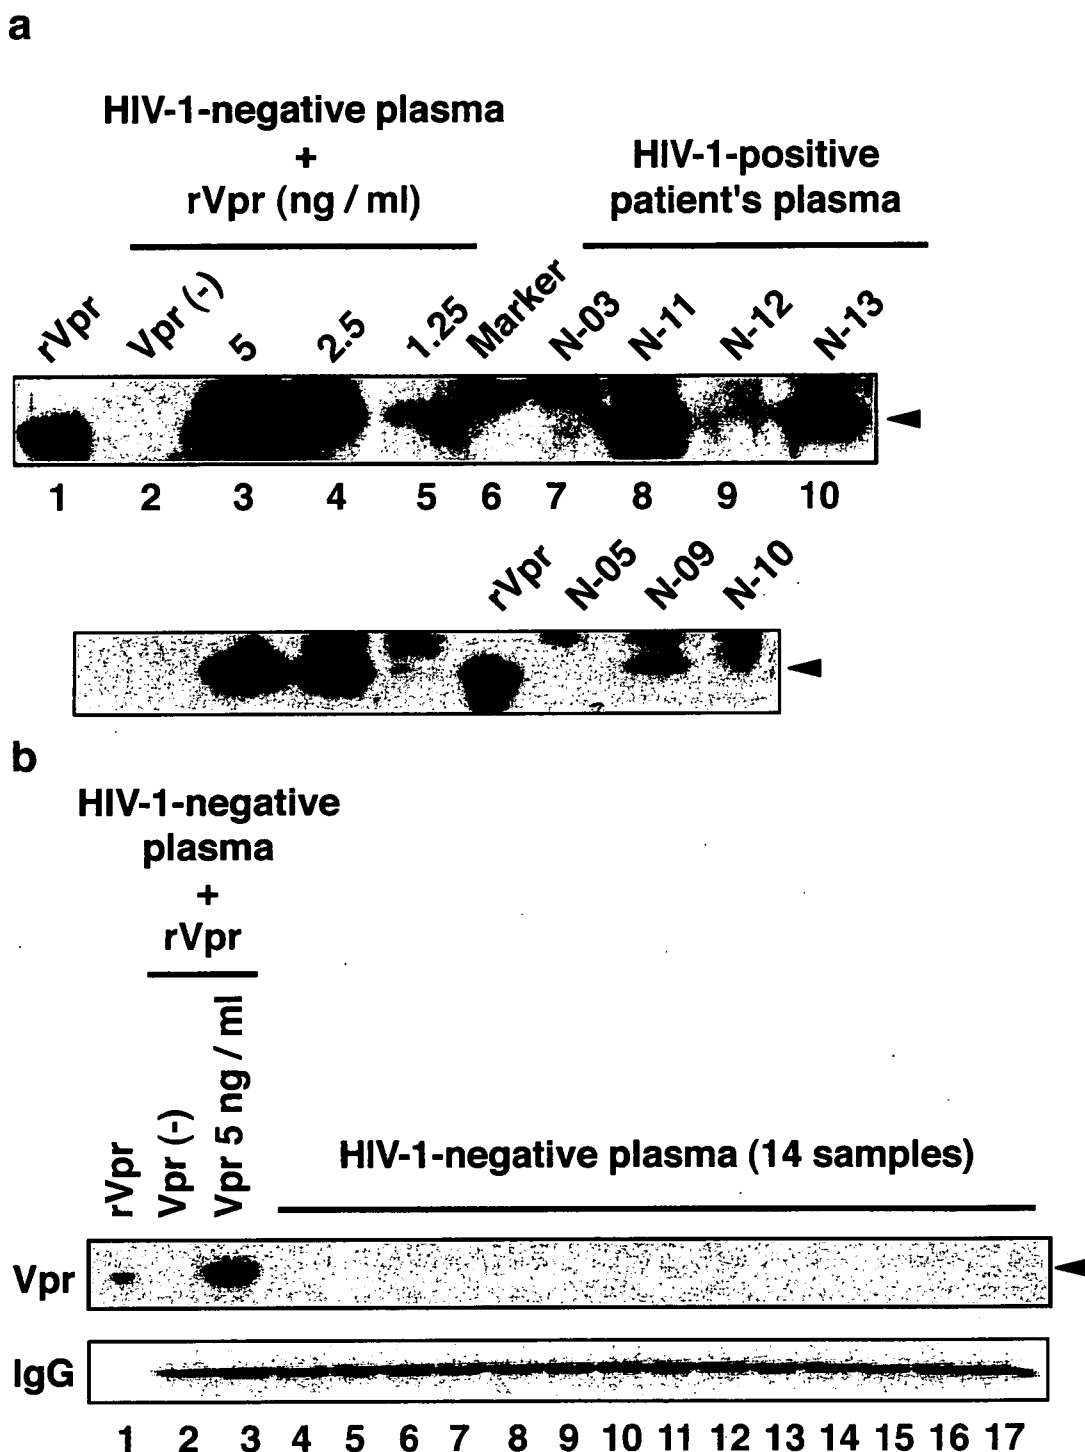 a
HIV-1-negative plasma
+
rVpr (ng / ml)
HIV-1-positive
patient's plasma
rVpr Vpr (-) 5 2.5 1.25 Marker N-03 N-11 N-12 N-13
1 2 3 4 5 6 7 8 9 10
rVpr N-05 N-09 N-10
b
HIV-1-negative
plasma
+
rVpr
rVpr Vpr (-) Vpr 5 ng / ml
HIV-1-negative plasma (14 samples)
Vpr
IgG
1 2 3 4 5 6 7 8 9 10 11 12 13 14 15 16 17